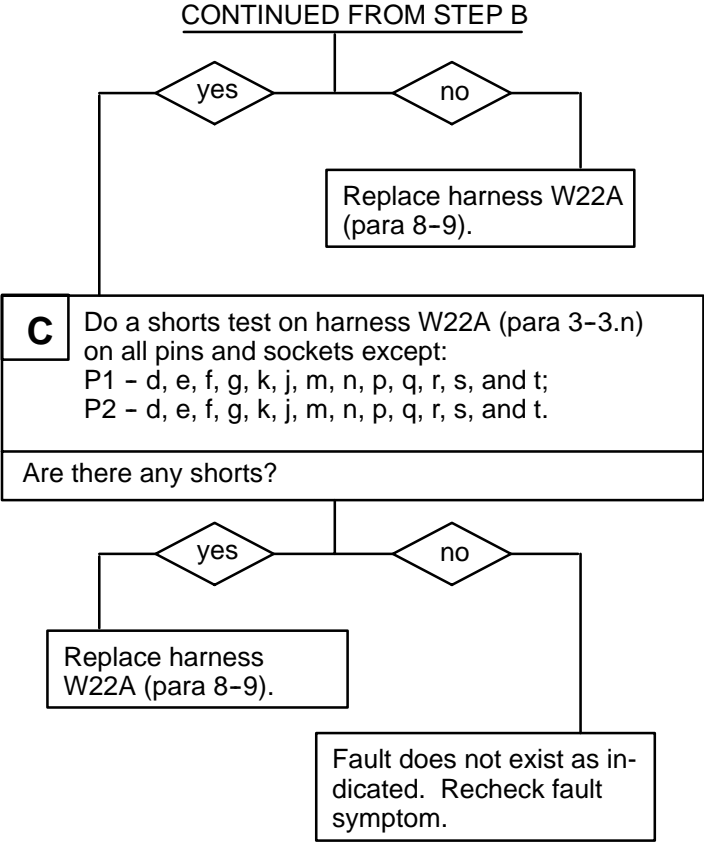 CONTINUED FROM STEP B
yes
no
Replace harness W22A
(para 8-9).
C
Do a shorts test on harness W22A (para 3-3.n)
on all pins and sockets except:
P1 - d, e, f, g, k, j, m, n, p, q, r, s, and t;
P2 - d, e, f, g, k, j, m, n, p, q, r, s, and t.
Are there any shorts?
yes
no
Replace harness
W22A (para 8-9).
Fault does not exist as in-
dicated. Recheck fault
symptom.